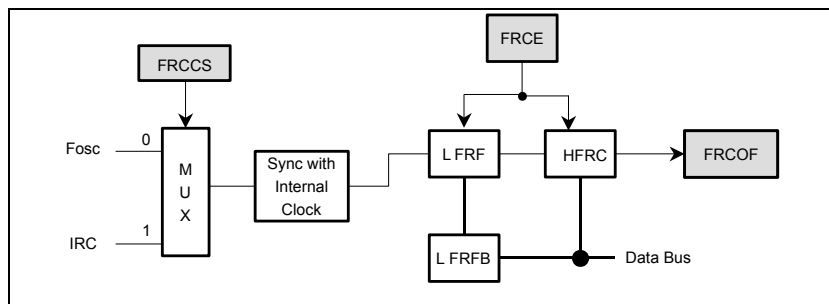 FRCE
FRCCS
Fosc
0
M
U
X
Sync with
Internal
Clock
L FRF
HFRC
FRCOF
IRC
1
L FRFB
Data Bus